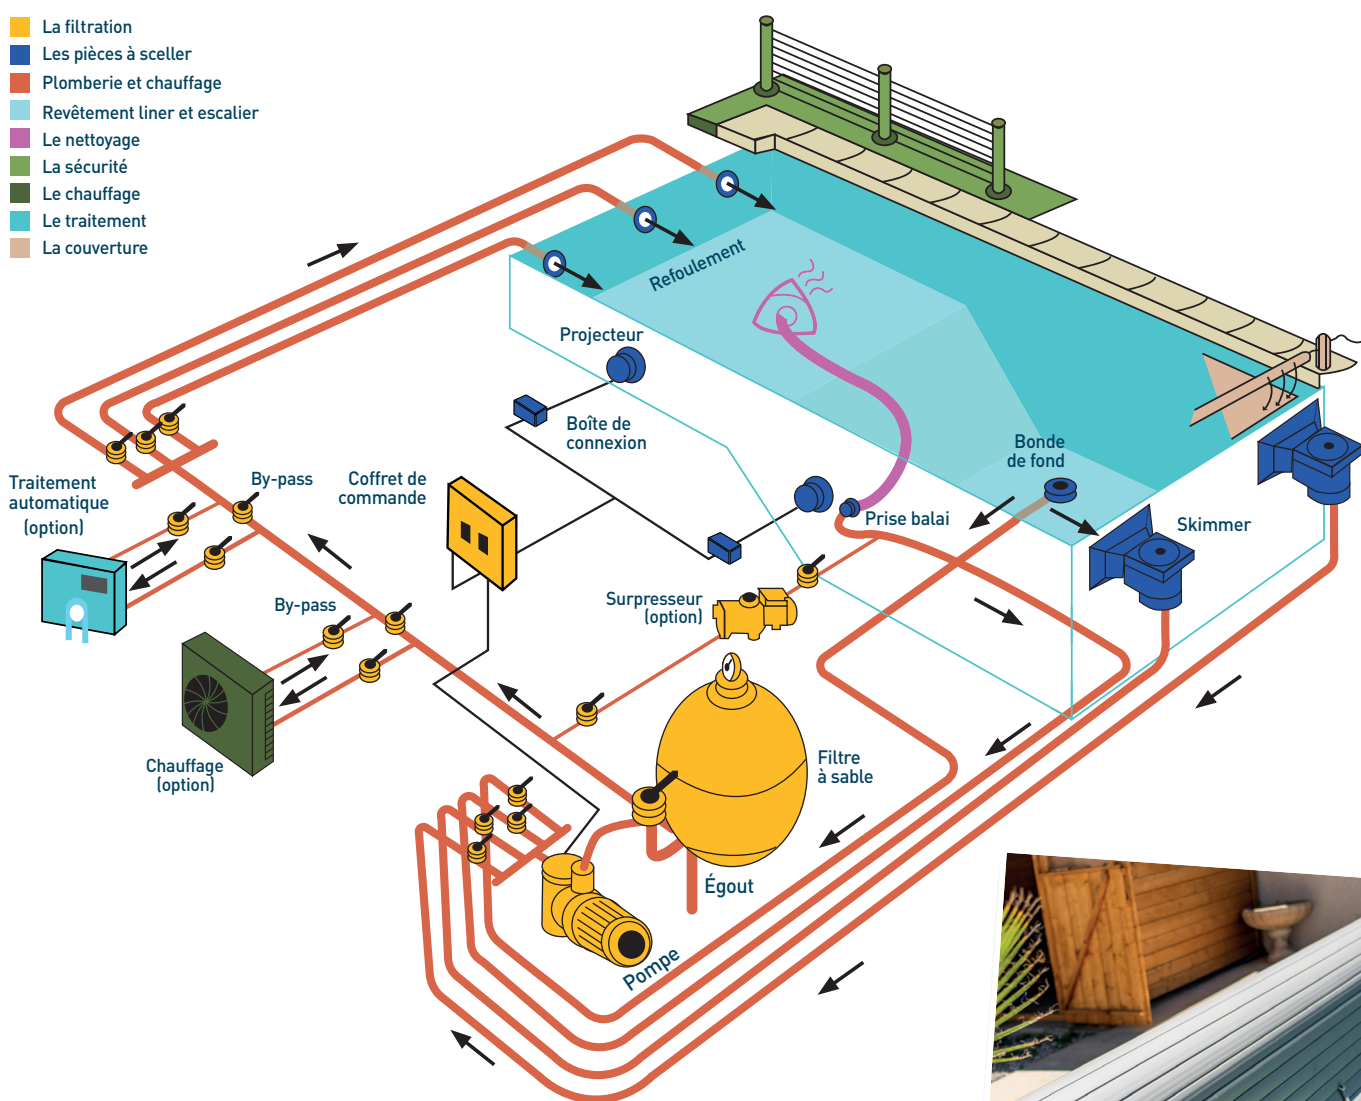 La filtration
Les pièces à sceller
Plomberie et chauffage
Revêtement liner et escalier
Le nettoyage
La sécurité
Le chauffage
Le traitement
La couverture
Refoulement
Projecteur
Boîte de
connexion
Bonde
de fond
Prise balai
Skimmer
Traitement
automatique
(option)
By-pass
Coffret de
commande
By-pass
Surpresseur
(option)
Chauffage
(option)
Filtre
à sable
Égout
Pompe